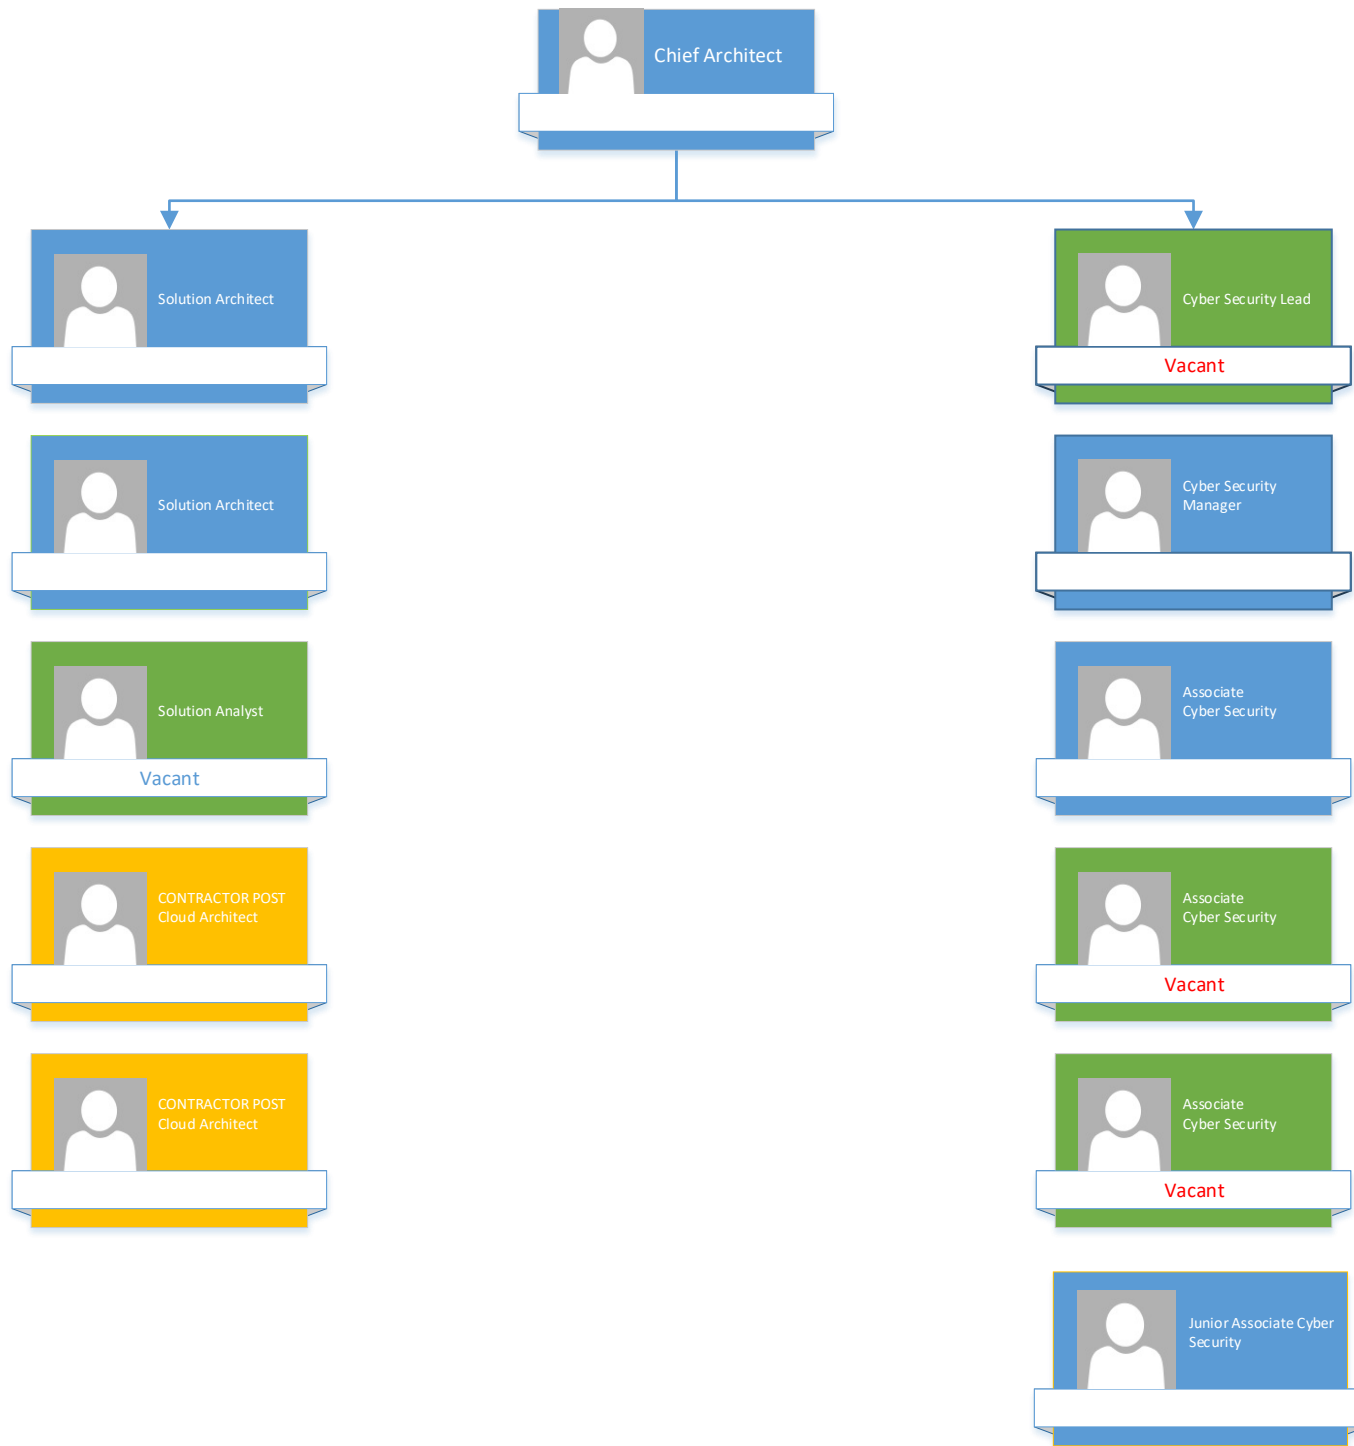 Chief Architect
Solution Architect
Solution Architect
Solution Analyst
Vacant
CONTRACTOR POST
Cloud Architect
CONTRACTOR POST
Cloud Architect
Cyber Security Lead
Vacant
Cyber Security
Manager
Associate
Cyber Security
Associate
Cyber Security
Vacant
Associate
Cyber Security
Vacant
Junior Associate Cyber
Security